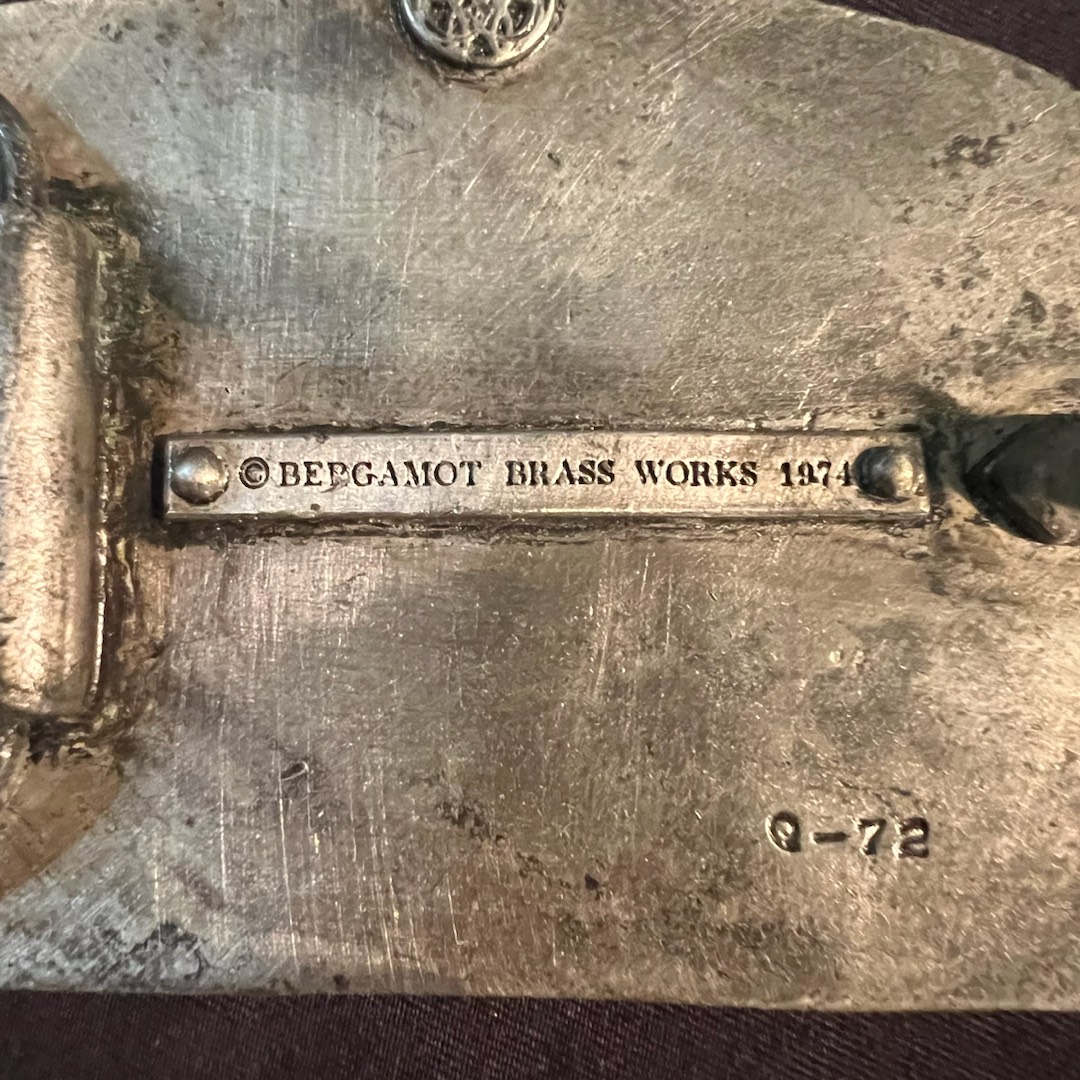 ©BERGAMOT BRASS WORKS 1974
Q-72